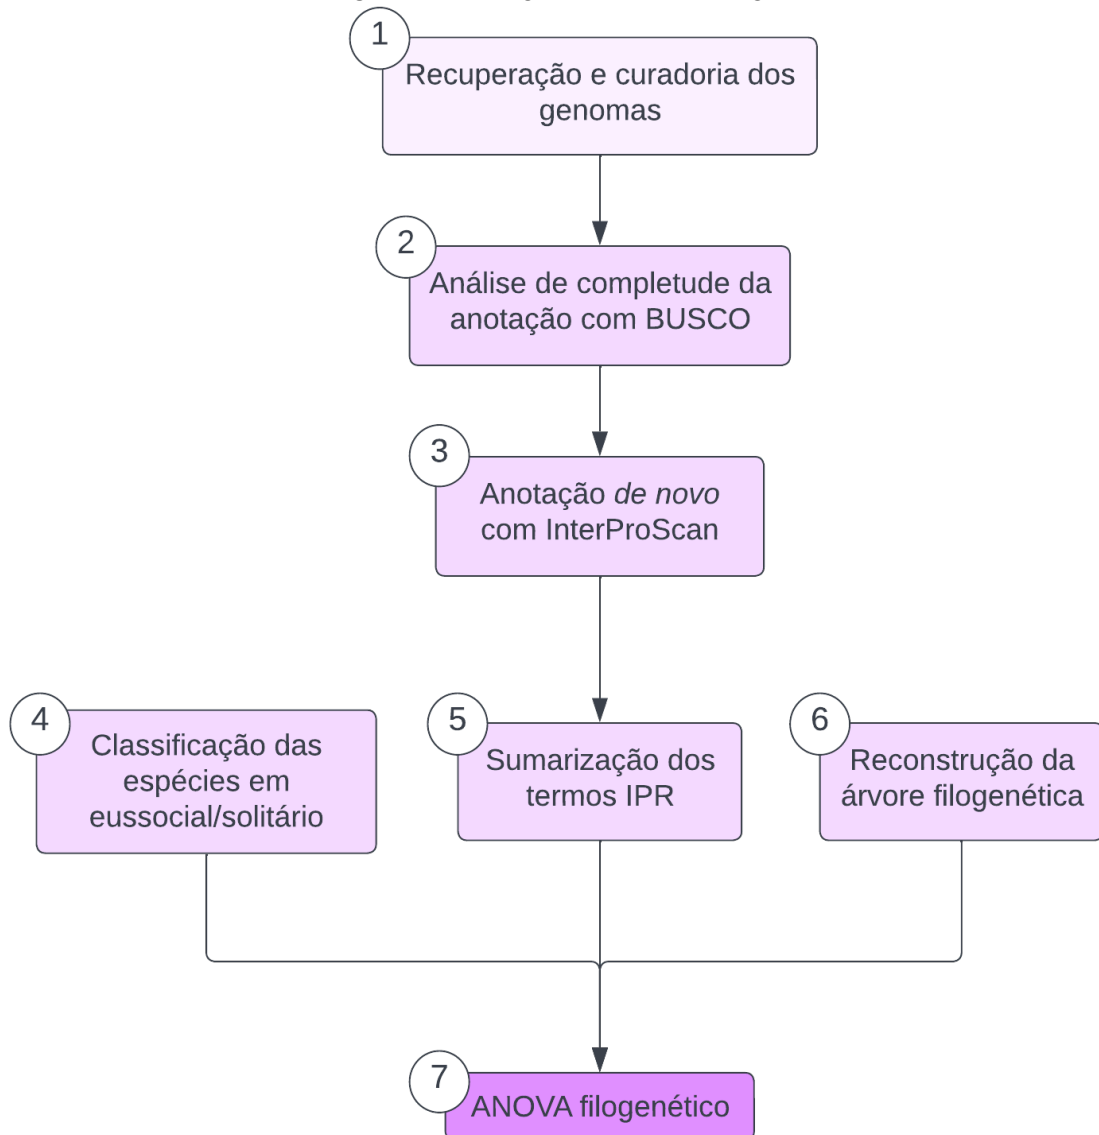 1
Recuperação e curadoria dos
genomas
2
Análise de completude da
anotação com BUSCO
3
Anotação de novo
com InterProScan
4
Classificação das
espécies em
eussocial/solitário
5
Sumarização dos
termos IPR
6
Reconstrução da
árvore filogenética
7
ANOVA filogenético